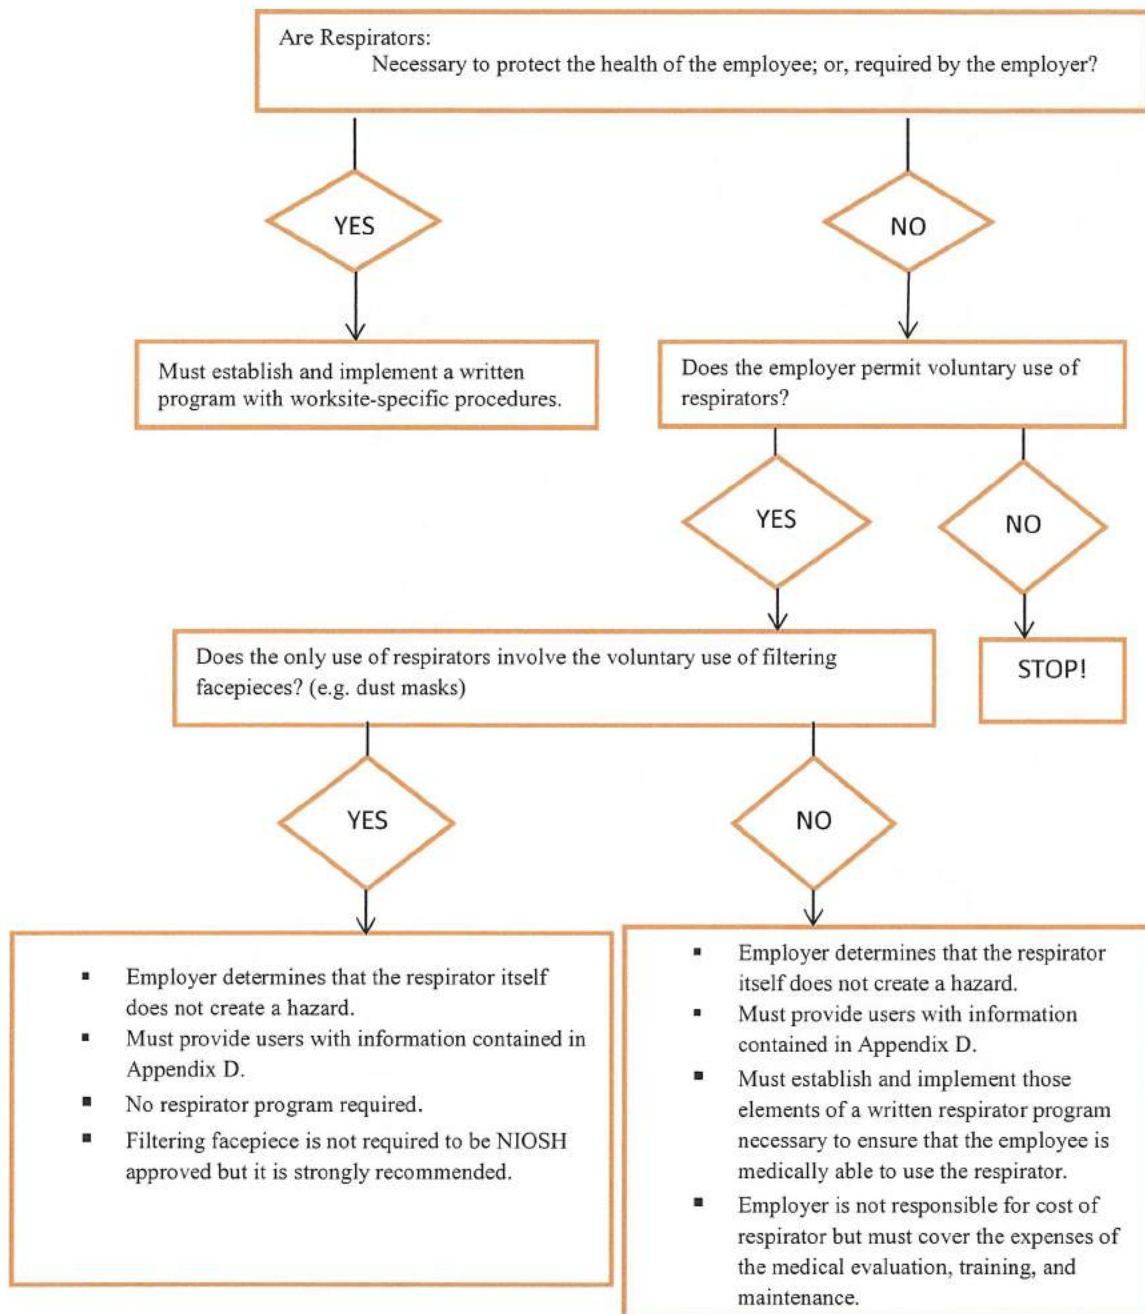 Are Respirators:
Necessary to protect the health of the employee; or, required by the employer?
YES
NO
Must establish and implement a written
program with worksite-specific procedures.
Does the employer permit voluntary use of
respirators?
YES
NO
Does the only use of respirators involve the voluntary use of filtering
facepieces? (e.g. dust masks)
STOP!
YES
NO
▪ Employer determines that the respirator itself
does not create a hazard.
▪ Must provide users with information contained in
Appendix D.
▪ No respirator program required.
▪ Filtering facepiece is not required to be NIOSH
approved but it is strongly recommended.
▪ Employer determines that the respirator
itself does not create a hazard.
▪ Must provide users with information
contained in Appendix D.
▪ Must establish and implement those
elements of a written respirator program
necessary to ensure that the employee is
medically able to use the respirator.
▪ Employer is not responsible for cost of
respirator but must cover the expenses of
the medical evaluation, training, and
maintenance.